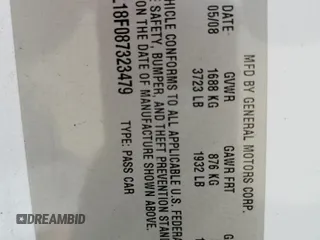 MFD BY GENERAL MOTORS CORP.
DATE GVWR GAWR FRT
05/08 1688 KG 876 KG
3723 LB 1932 LB
VEHICLE CONFORMS TO ALL APPLICABLE U.S. FEDERA
SAFETY, BUMPER, AND THEFT PREVENTION STAN
ON THE DATE OF MANUFACTURE SHOWN ABOVE.
L18F087323479 TYPE: PASS CAR
DREAMBID